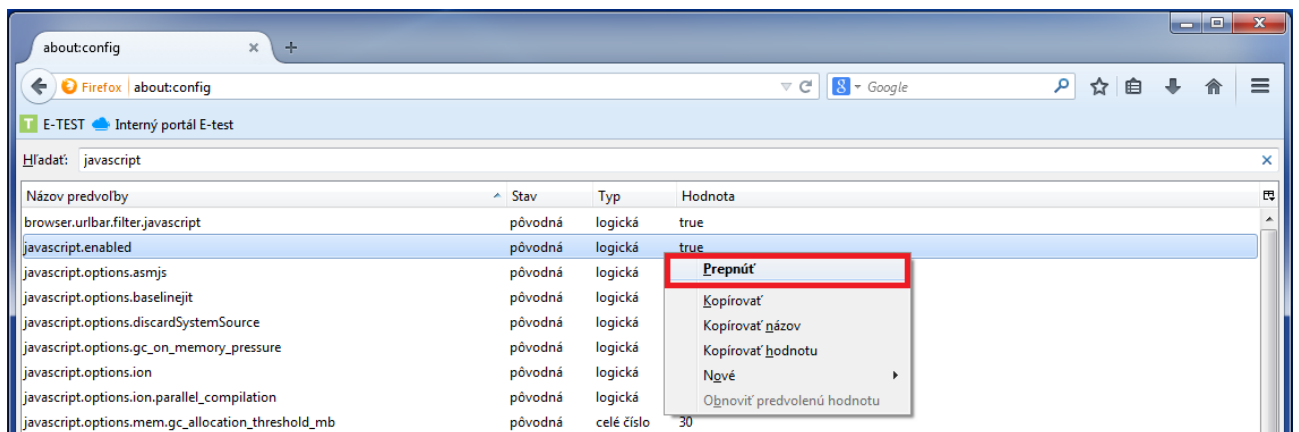 about:config
Firefox about:config Google
E-TEST Interný portál E-test
Hľadať: javascript
Názov predvoľby Stav Typ Hodnota
browser.urlbar.filter.javascript pôvodná logická true
javascript.enabled pôvodná logická true
javascript.options.asmjs pôvodná logická
Prepnúť
javascript.options.baselinejit pôvodná logická
Kopírovať
javascript.options.discardSystemSource pôvodná logická
Kopírovať názov
javascript.options.gc_on_memory_pressure pôvodná logická
Kopírovať hodnotu
javascript.options.ion pôvodná logická
Nové
javascript.options.ion.parallel_compilation pôvodná logická
Obnoviť predvolenú hodnotu
javascript.options.mem.gc_allocation_threshold_mb pôvodná celé číslo 30